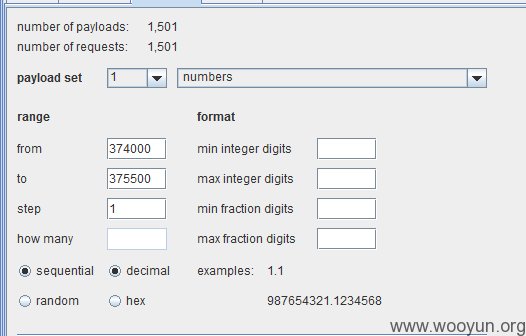 number of payloads: 1,501
number of requests: 1,501
payload set 1 numbers
range format
from 374000 min integer digits
to 375500 max integer digits
step 1 min fraction digits
how many max fraction digits
sequential decimal examples: 1.1
random hex 987654321.1234568
www.wooyun.org